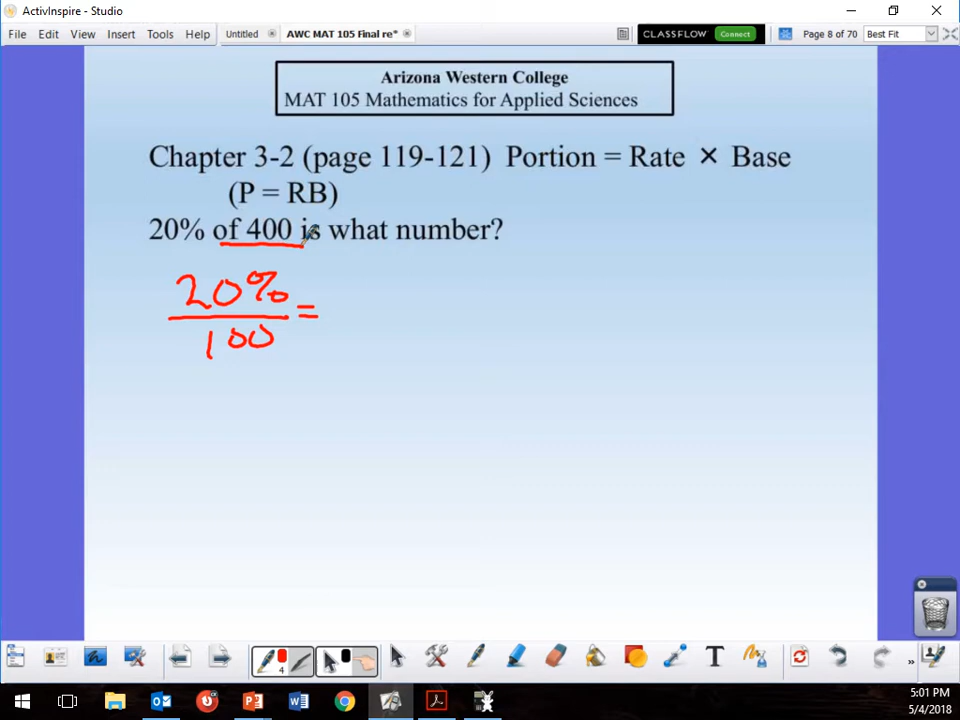 ActivInspire - Studio
File Edit View Insert Tools Help
Untitled
AWC MAT 105 Final re*
CLASSFLOW Connect
Page 8 of 70
Best Fit
Arizona Western College
MAT 105 Mathematics for Applied Sciences
Chapter 3-2 (page 119-121) Portion = Rate × Base
(P = RB)
20% of 400 is what number?
20% =
100
4
T
»
5:01 PM
5/4/2018